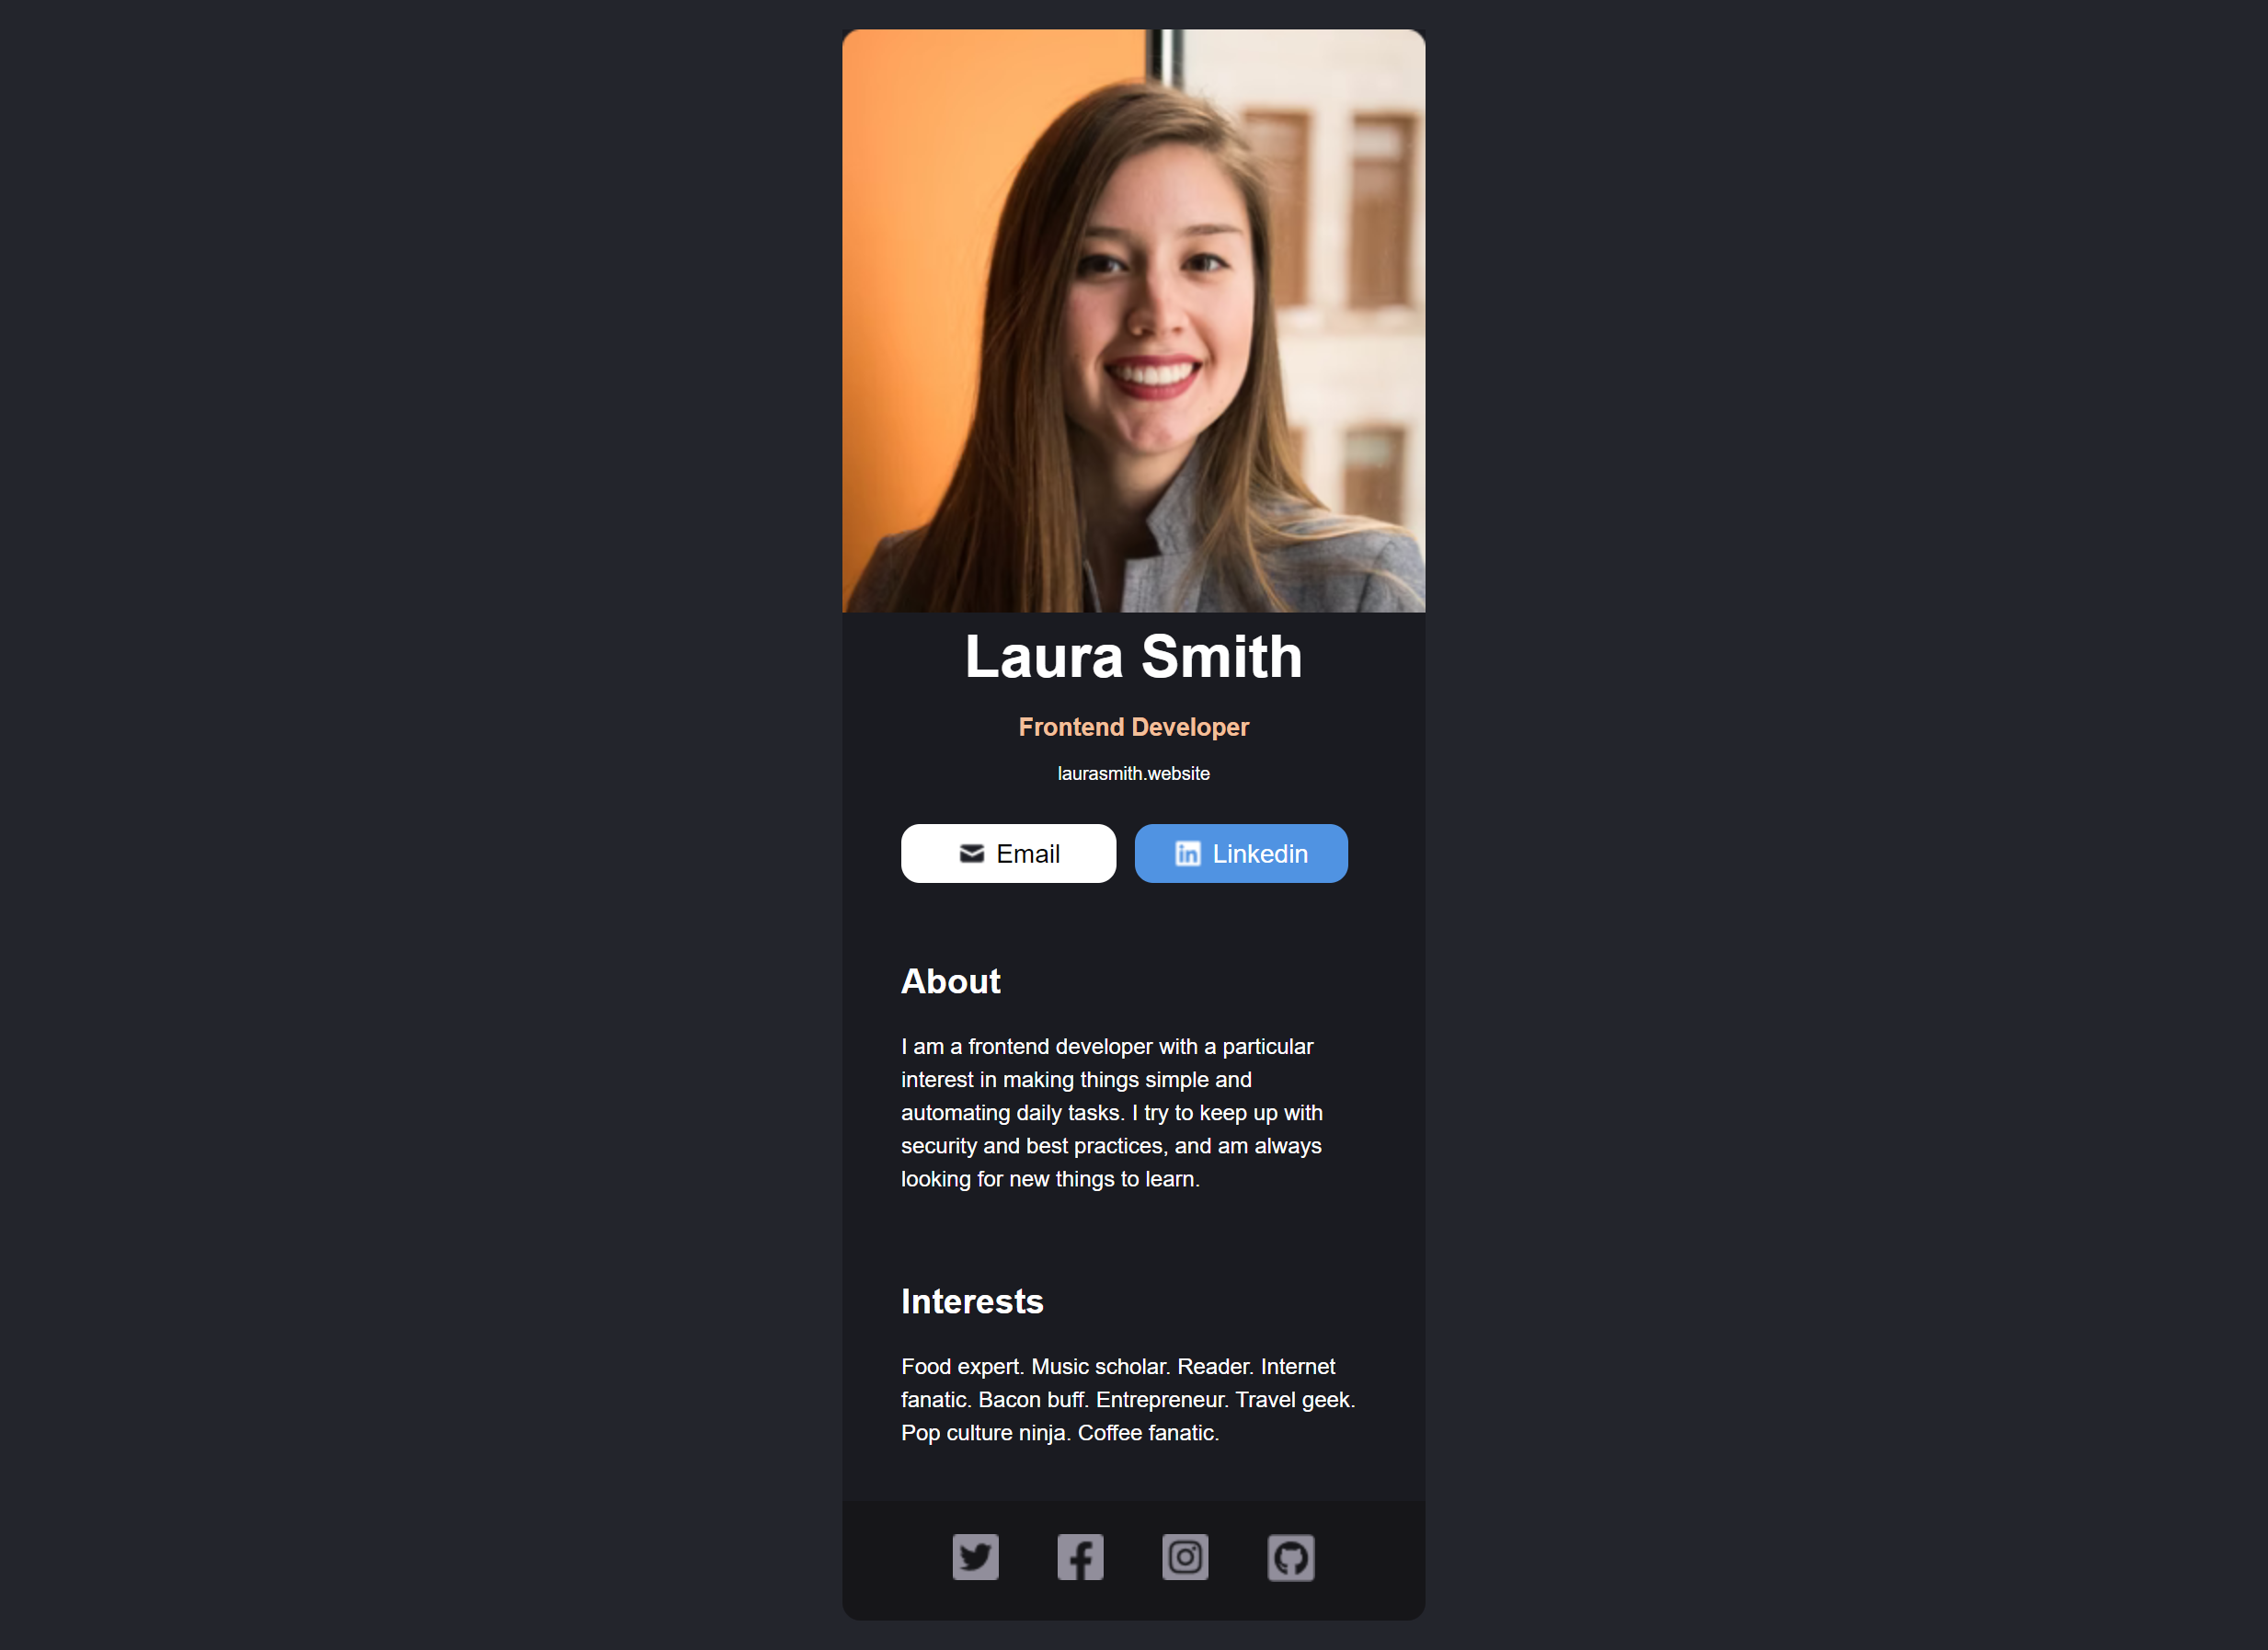 Laura Smith
Frontend Developer
laurasmith.website
Email
Linkedin
About
I am a frontend developer with a particular
interest in making things simple and
automating daily tasks. I try to keep up with
security and best practices, and am always
looking for new things to learn.
Interests
Food expert. Music scholar. Reader. Internet
fanatic. Bacon buff. Entrepreneur. Travel geek.
Pop culture ninja. Coffee fanatic.